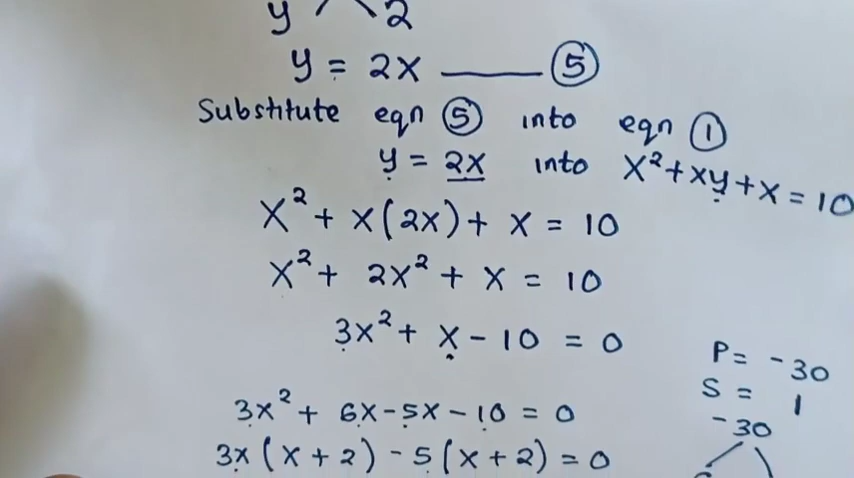 y 2
y = 2x ——— ⑤
Substitute eqn ⑤ into eqn ①
y = 2x into x² + xy + x = 10
x² + x(2x) + x = 10
x² + 2x² + x = 10
3x² + x - 10 = 0
P = -30
S = 1
-30
3x² + 6x - 5x - 10 = 0
3x(x + 2) - 5(x + 2) = 0